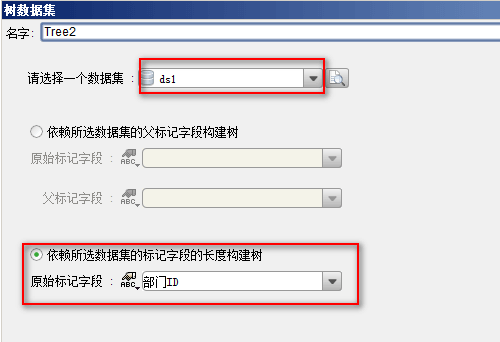 树数据集
名字: Tree2
请选择一个数据集 : ds1
依赖所选数据集的父标记字段构建树
原始标记字段 : ABC
父标记字段 : ABC
依赖所选数据集的标记字段的长度构建树
原始标记字段 : ABC 部门ID